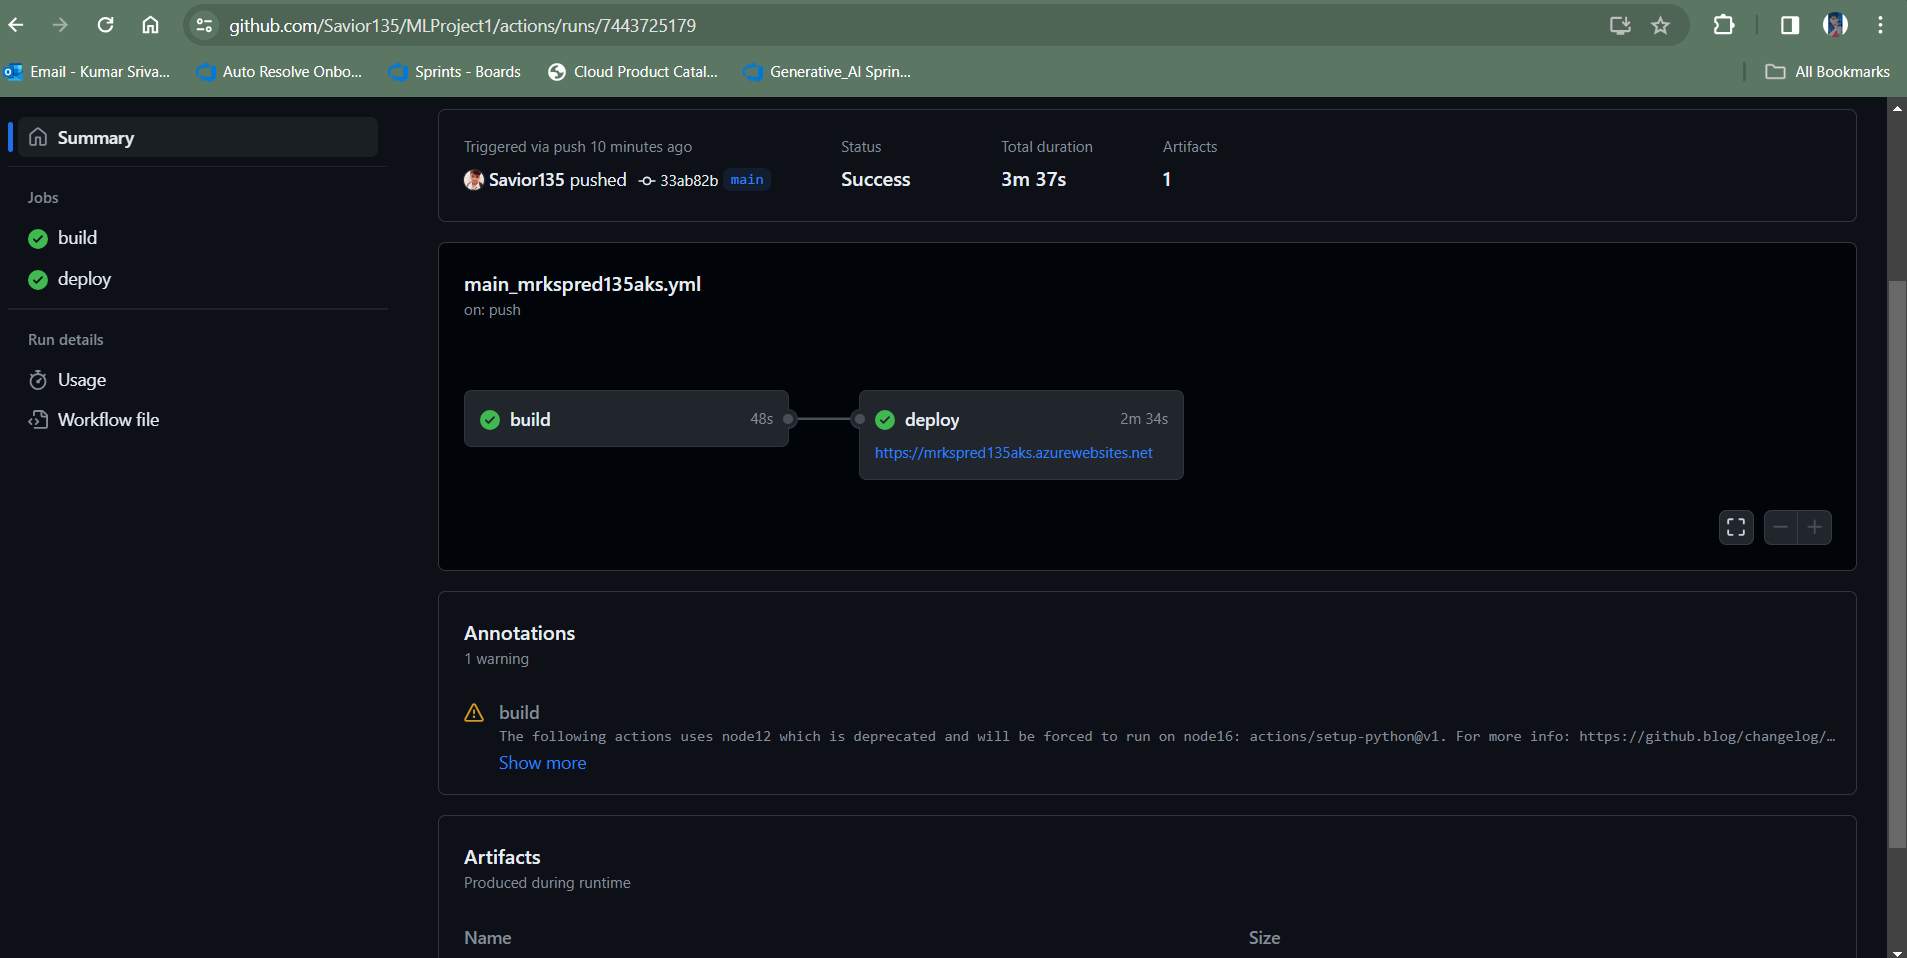 github.com/Savior135/MLProject1/actions/runs/7443725179
Email - Kumar Sriva...
Auto Resolve Onbo...
Sprints - Boards
Cloud Product Catal...
Generative_AI Sprin...
All Bookmarks
Summary
Jobs
build
deploy
Run details
Usage
Workflow file
Triggered via push 10 minutes ago
Savior135 pushed 33ab82b main
Status
Success
Total duration
3m 37s
Artifacts
1
main_mrkspred135aks.yml
on: push
build 48s
deploy 2m 34s
https://mrkspred135aks.azurewebsites.net
Annotations
1 warning
build
The following actions uses node12 which is deprecated and will be forced to run on node16: actions/setup-python@v1. For more info: https://github.blog/changelog/…
Show more
Artifacts
Produced during runtime
Name Size